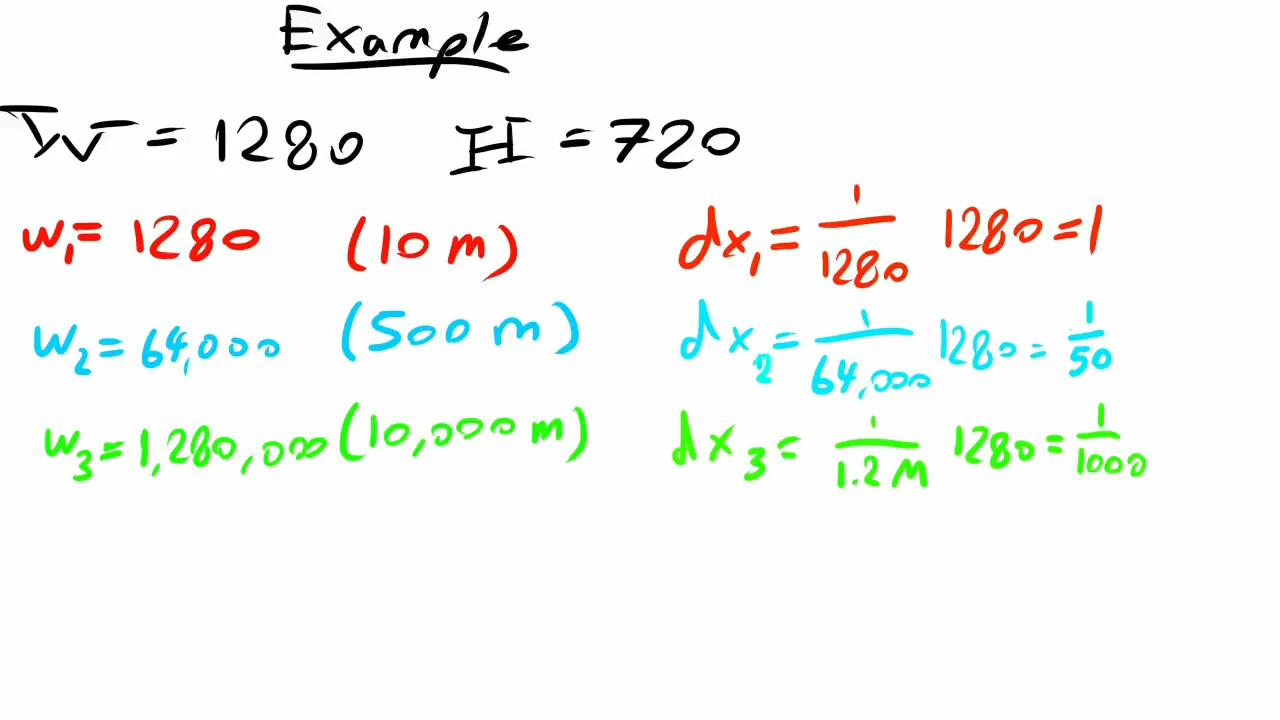 Example
W = 1280 H = 720
w₁ = 1280 (10 m) dx₁ = 1/1280 1280 = 1
w₂ = 64,000 (500 m) dx₂ = 1/64,000 1280 = 1/50
w₃ = 1,280,000 (10,000 m) dx₃ = 1/1.2 M 1280 = 1/1000